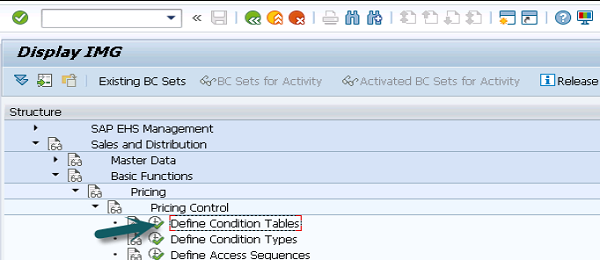 Display IMG
Existing BC Sets BC Sets for Activity Activated BC Sets for Activity Release
Structure
SAP EHS Management
Sales and Distribution
Master Data
Basic Functions
Pricing
Pricing Control
Define Condition Tables
Define Condition Types
Define Access Sequences